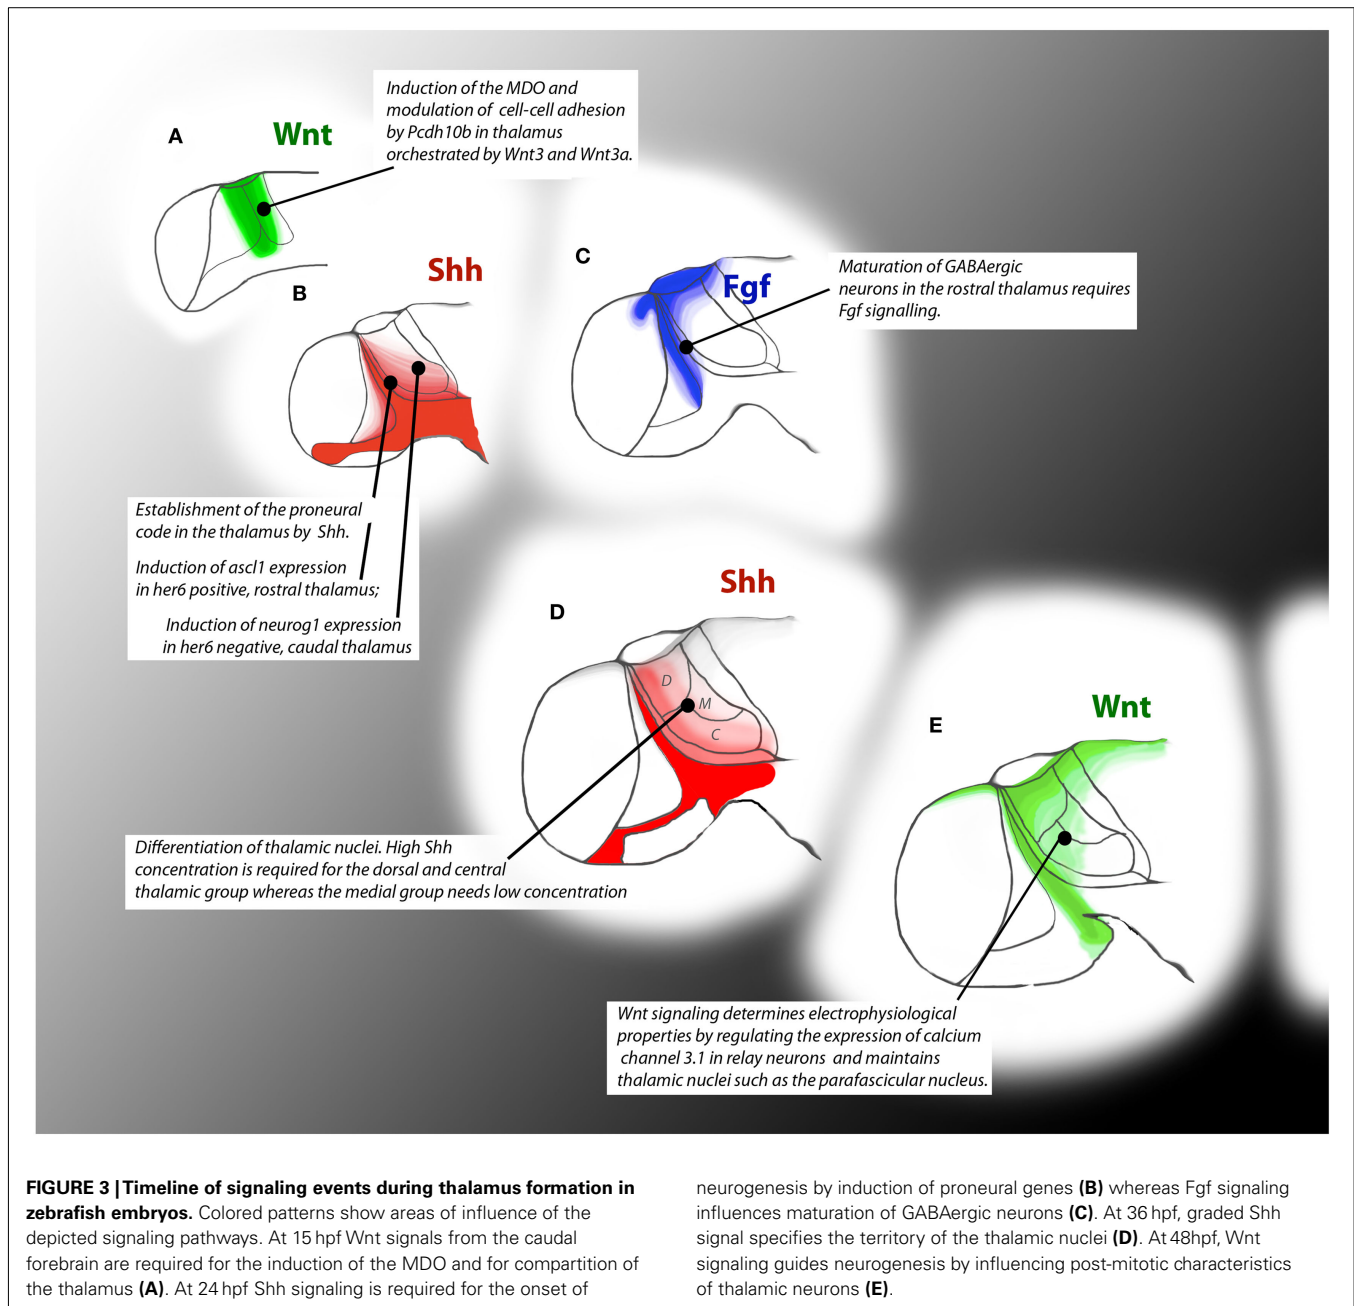 A
Wnt
Induction of the MDO and
modulation of cell-cell adhesion
by Pcdh10b in thalamus
orchestrated by Wnt3 and Wnt3a.
B
Shh
Establishment of the proneural
code in the thalamus by Shh.
Induction of ascl1 expression
in her6 positive, rostral thalamus;
Induction of neurog1 expression
in her6 negative, caudal thalamus
C
Fgf
Maturation of GABAergic
neurons in the rostral thalamus requires
Fgf signalling.
D
Shh
D
M
C
Differentiation of thalamic nuclei. High Shh
concentration is required for the dorsal and central
thalamic group whereas the medial group needs low concentration
E
Wnt
Wnt signaling determines electrophysiological
properties by regulating the expression of calcium
channel 3.1 in relay neurons and maintains
thalamic nuclei such as the parafascicular nucleus.
FIGURE 3 | Timeline of signaling events during thalamus formation in
zebrafish embryos. Colored patterns show areas of influence of the
depicted signaling pathways. At 15 hpf Wnt signals from the caudal
forebrain are required for the induction of the MDO and for compartition of
the thalamus (A). At 24 hpf Shh signaling is required for the onset of
neurogenesis by induction of proneural genes (B) whereas Fgf signaling
influences maturation of GABAergic neurons (C). At 36 hpf, graded Shh
signal specifies the territory of the thalamic nuclei (D). At 48hpf, Wnt
signaling guides neurogenesis by influencing post-mitotic characteristics
of thalamic neurons (E).